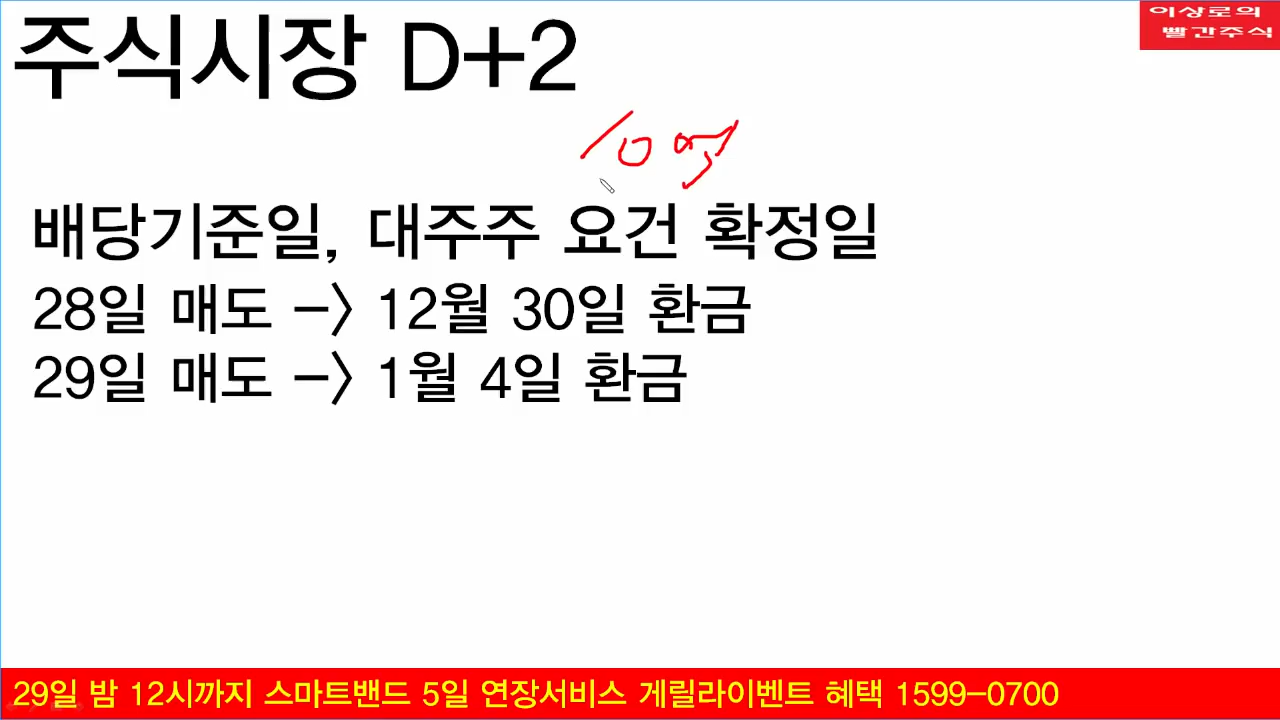 주식시장 D+2
이상로의
빨간주식
10억
배당기준일, 대주주 요건 확정일
28일 매도 -> 12월 30일 환금
29일 매도 -> 1월 4일 환금
29일 밤 12시까지 스마트밴드 5일 연장서비스 게릴라이벤트 혜택 1599-0700